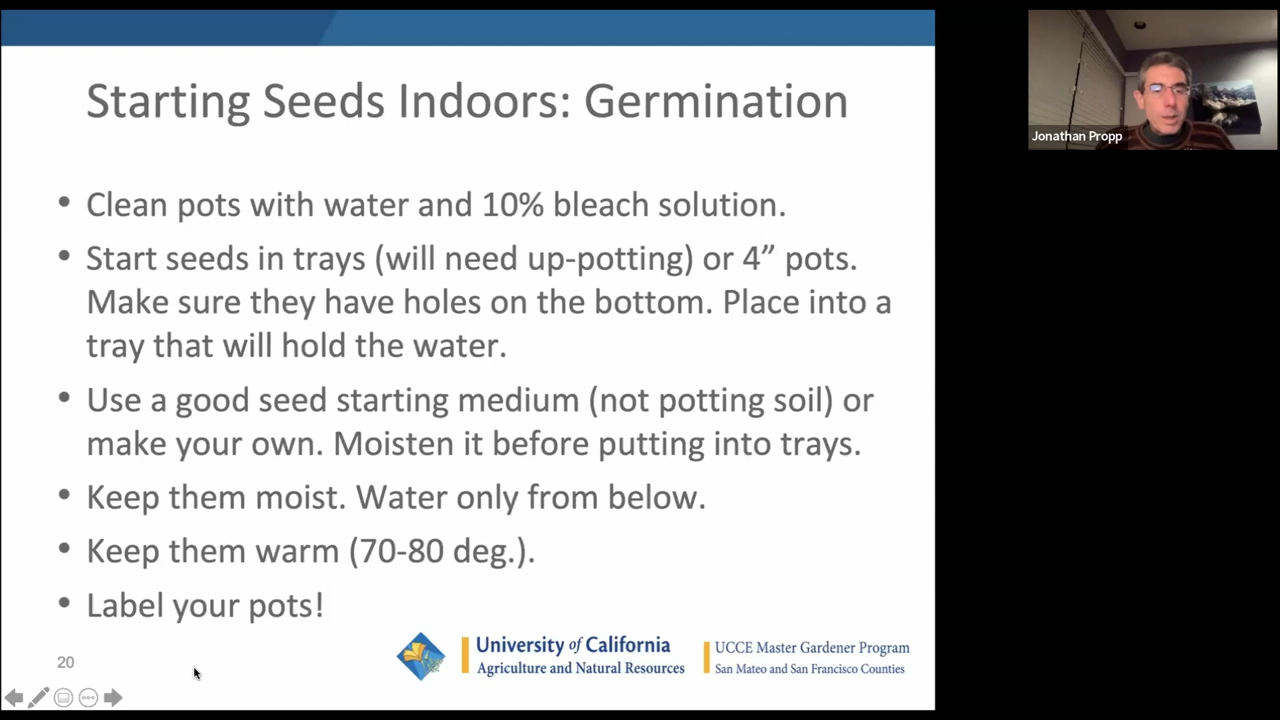 Starting Seeds Indoors: Germination
• Clean pots with water and 10% bleach solution.
• Start seeds in trays (will need up-potting) or 4” pots.
Make sure they have holes on the bottom. Place into a
tray that will hold the water.
• Use a good seed starting medium (not potting soil) or
make your own. Moisten it before putting into trays.
• Keep them moist. Water only from below.
• Keep them warm (70-80 deg.).
• Label your pots!
20
University of California
Agriculture and Natural Resources
UCCE Master Gardener Program
San Mateo and San Francisco Counties
Jonathan Propp